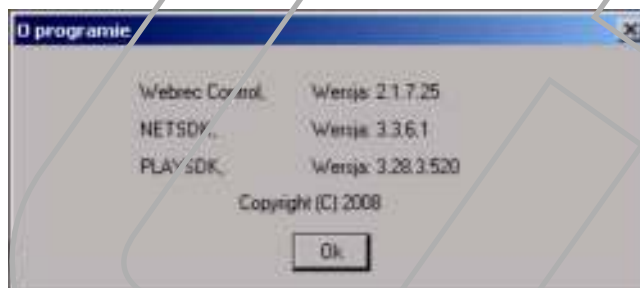 O programie
Webrec Control, Wersja: 2.1.7.25
NETSDK, Wersja: 3.3.6.1
PLAYSDK, Wersja: 3.28.3.520
Copyright (C) 2008
Ok